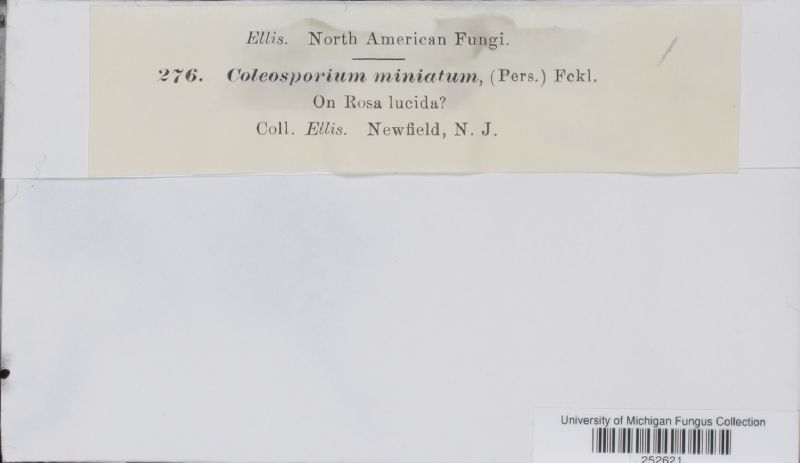 Ellis. North American Fungi.
276. Coleosporium miniatum, (Pers.) Fckl.
On Rosa lucida?
Coll. Ellis. Newfield, N. J.
University of Michigan Fungus Collection
252621